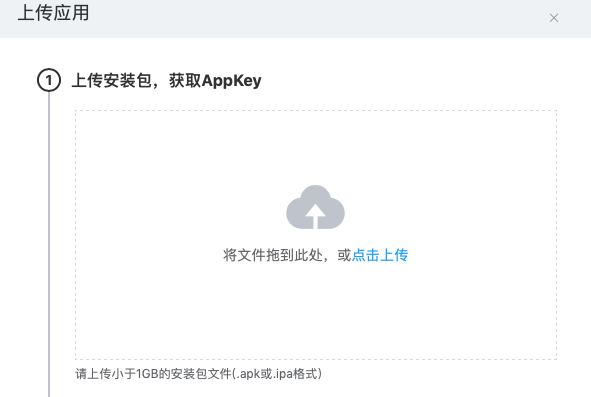 上传应用
1 上传安装包，获取AppKey
将文件拖到此处，或点击上传
请上传小于1GB的安装包文件(.apk或.ipa格式)